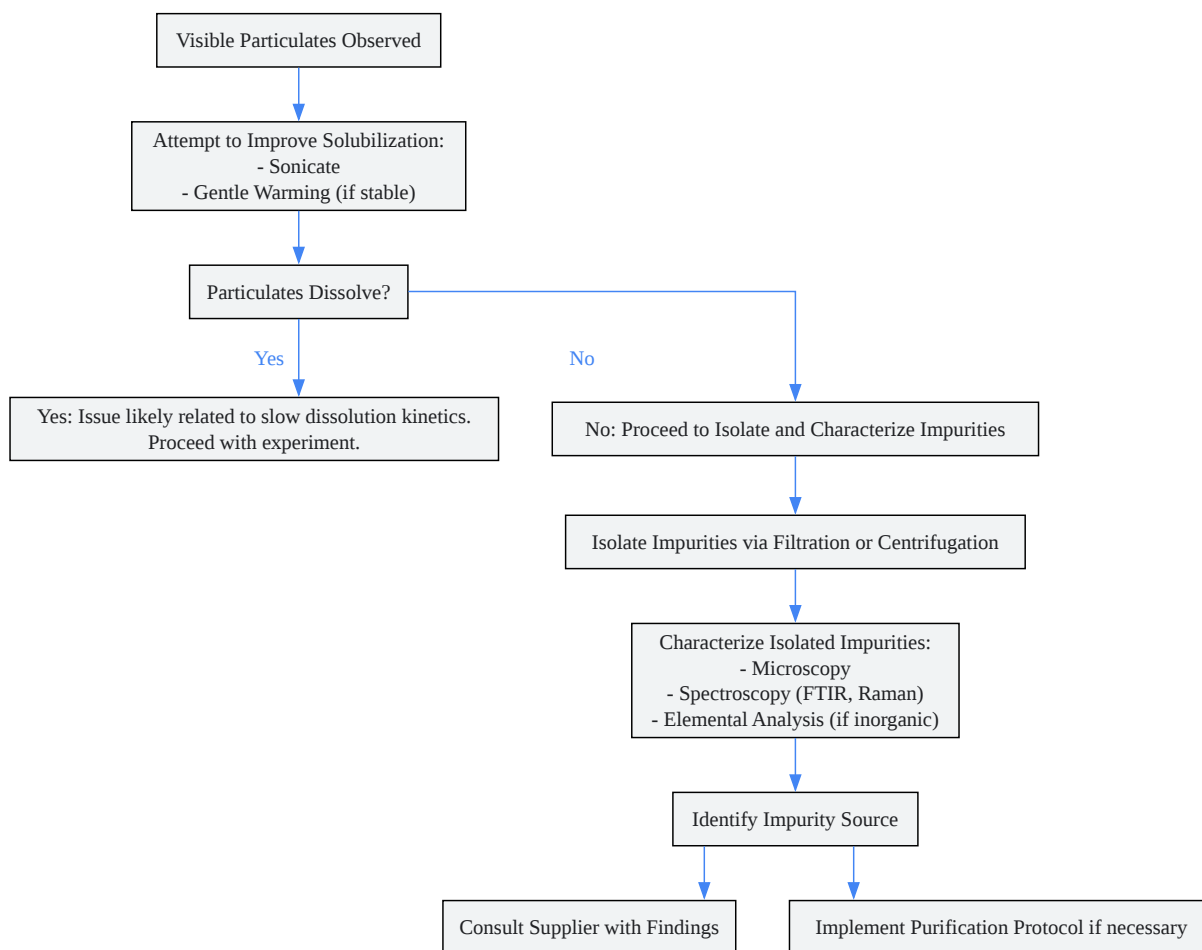 Visible Particulates Observed
Attempt to Improve Solubilization:
- Sonicate
- Gentle Warming (if stable)
Particulates Dissolve?
Yes
No
Yes: Issue likely related to slow dissolution kinetics.
Proceed with experiment.
No: Proceed to Isolate and Characterize Impurities
Isolate Impurities via Filtration or Centrifugation
Characterize Isolated Impurities:
- Microscopy
- Spectroscopy (FTIR, Raman)
- Elemental Analysis (if inorganic)
Identify Impurity Source
Consult Supplier with Findings
Implement Purification Protocol if necessary